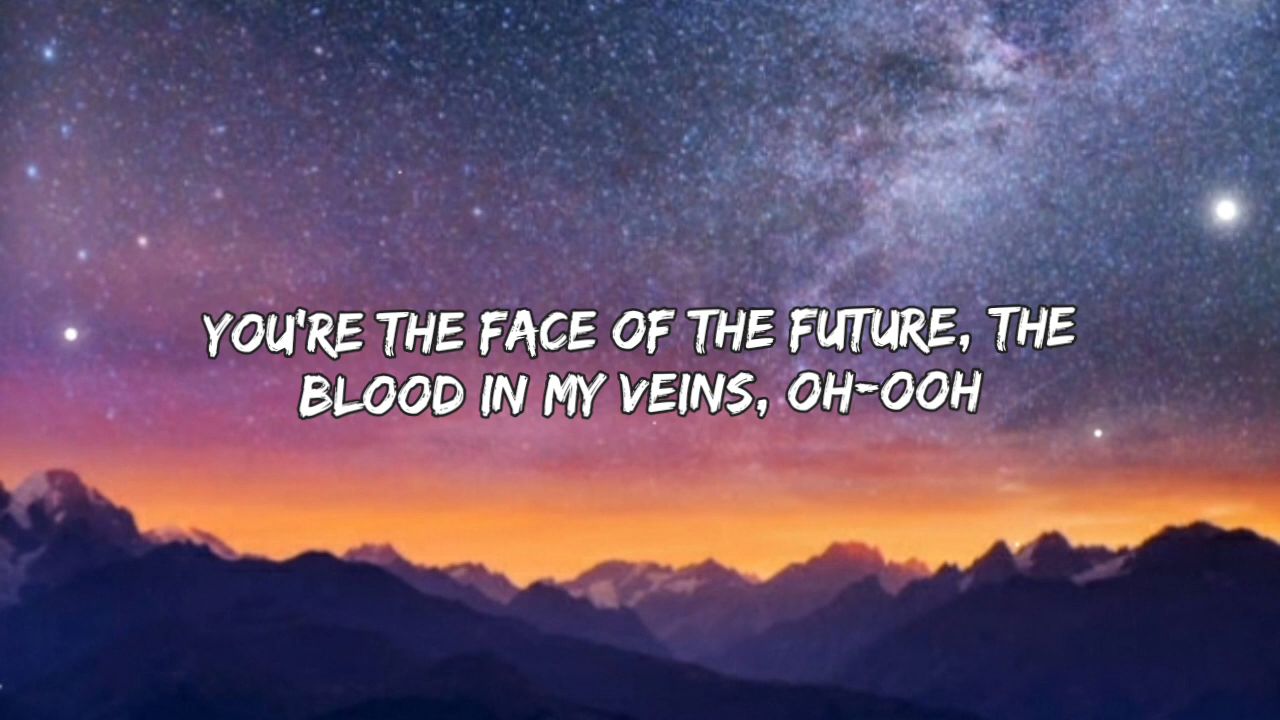 YOU'RE THE FACE OF THE FUTURE, THE
BLOOD IN MY VEINS, OH-OOH